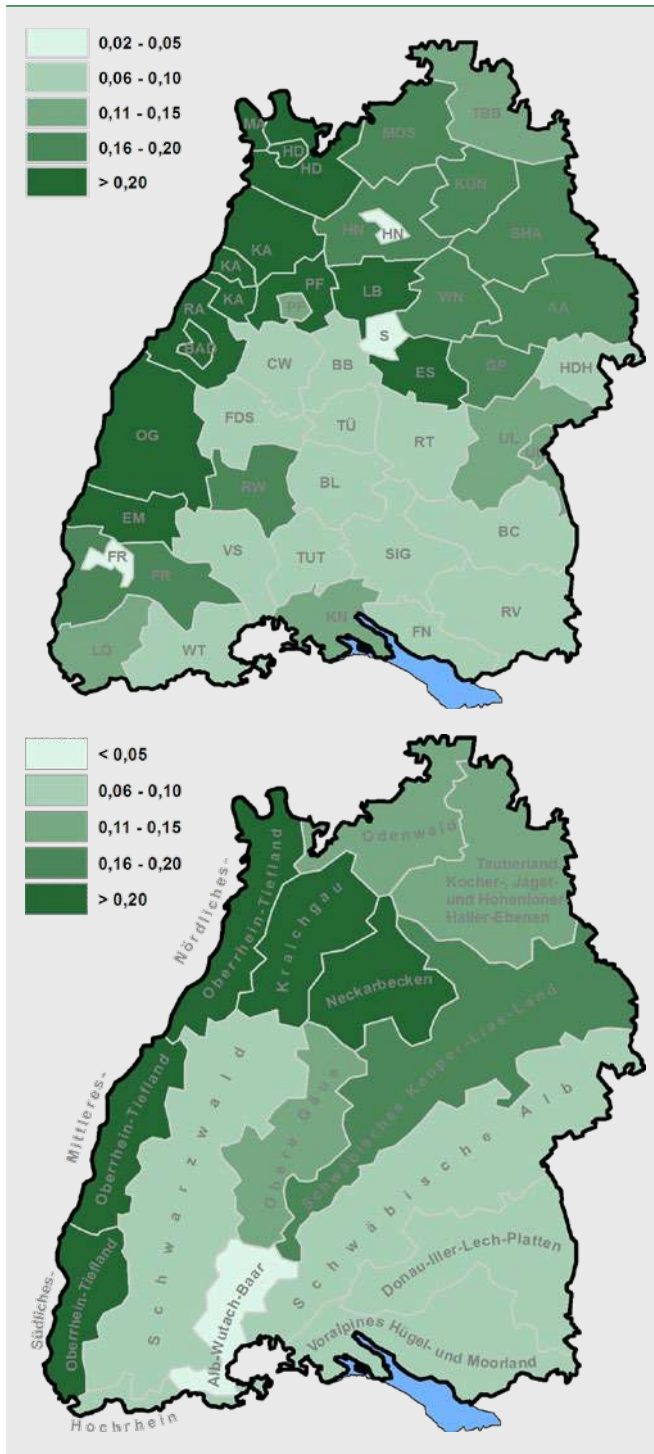 0,02 - 0,05
0,06 - 0,10
0,11 - 0,15
0,16 - 0,20
> 0,20
TBB
MA
MOS
HD
HD
KÜN
HN
HN
SHA
KA
KA
KA
PF
PF
LB
WN
AA
RA
BAD
S
CW
BB
ES
GP
HDH
FDS
TÜ
RT
UL
UL
OG
RW
BL
EM
BC
FR
FR
VS
TUT
SIG
KN
RV
FN
LÖ
WT
< 0,05
0,06 - 0,10
0,11 - 0,15
0,16 - 0,20
> 0,20
Odenwald
Tauberland,
Kocher-, Jagst-
und Hohenloher-
Haller-Ebenen
Nördliches-
Oberrhein-Tiefland
Kraichgau
Neckarbecken
Mittleres-
Oberrhein-Tiefland
Schwarzwald
Obere Gäue
Schwäbisches Keuper-Lias-Land
Schwäbische Alb
Donau-Iller-Lech-Platten
Südliches-
Oberrhein-Tiefland
Alb-Wutach-Baar
Voralpines Hügel- und Moorland
Hochrhein